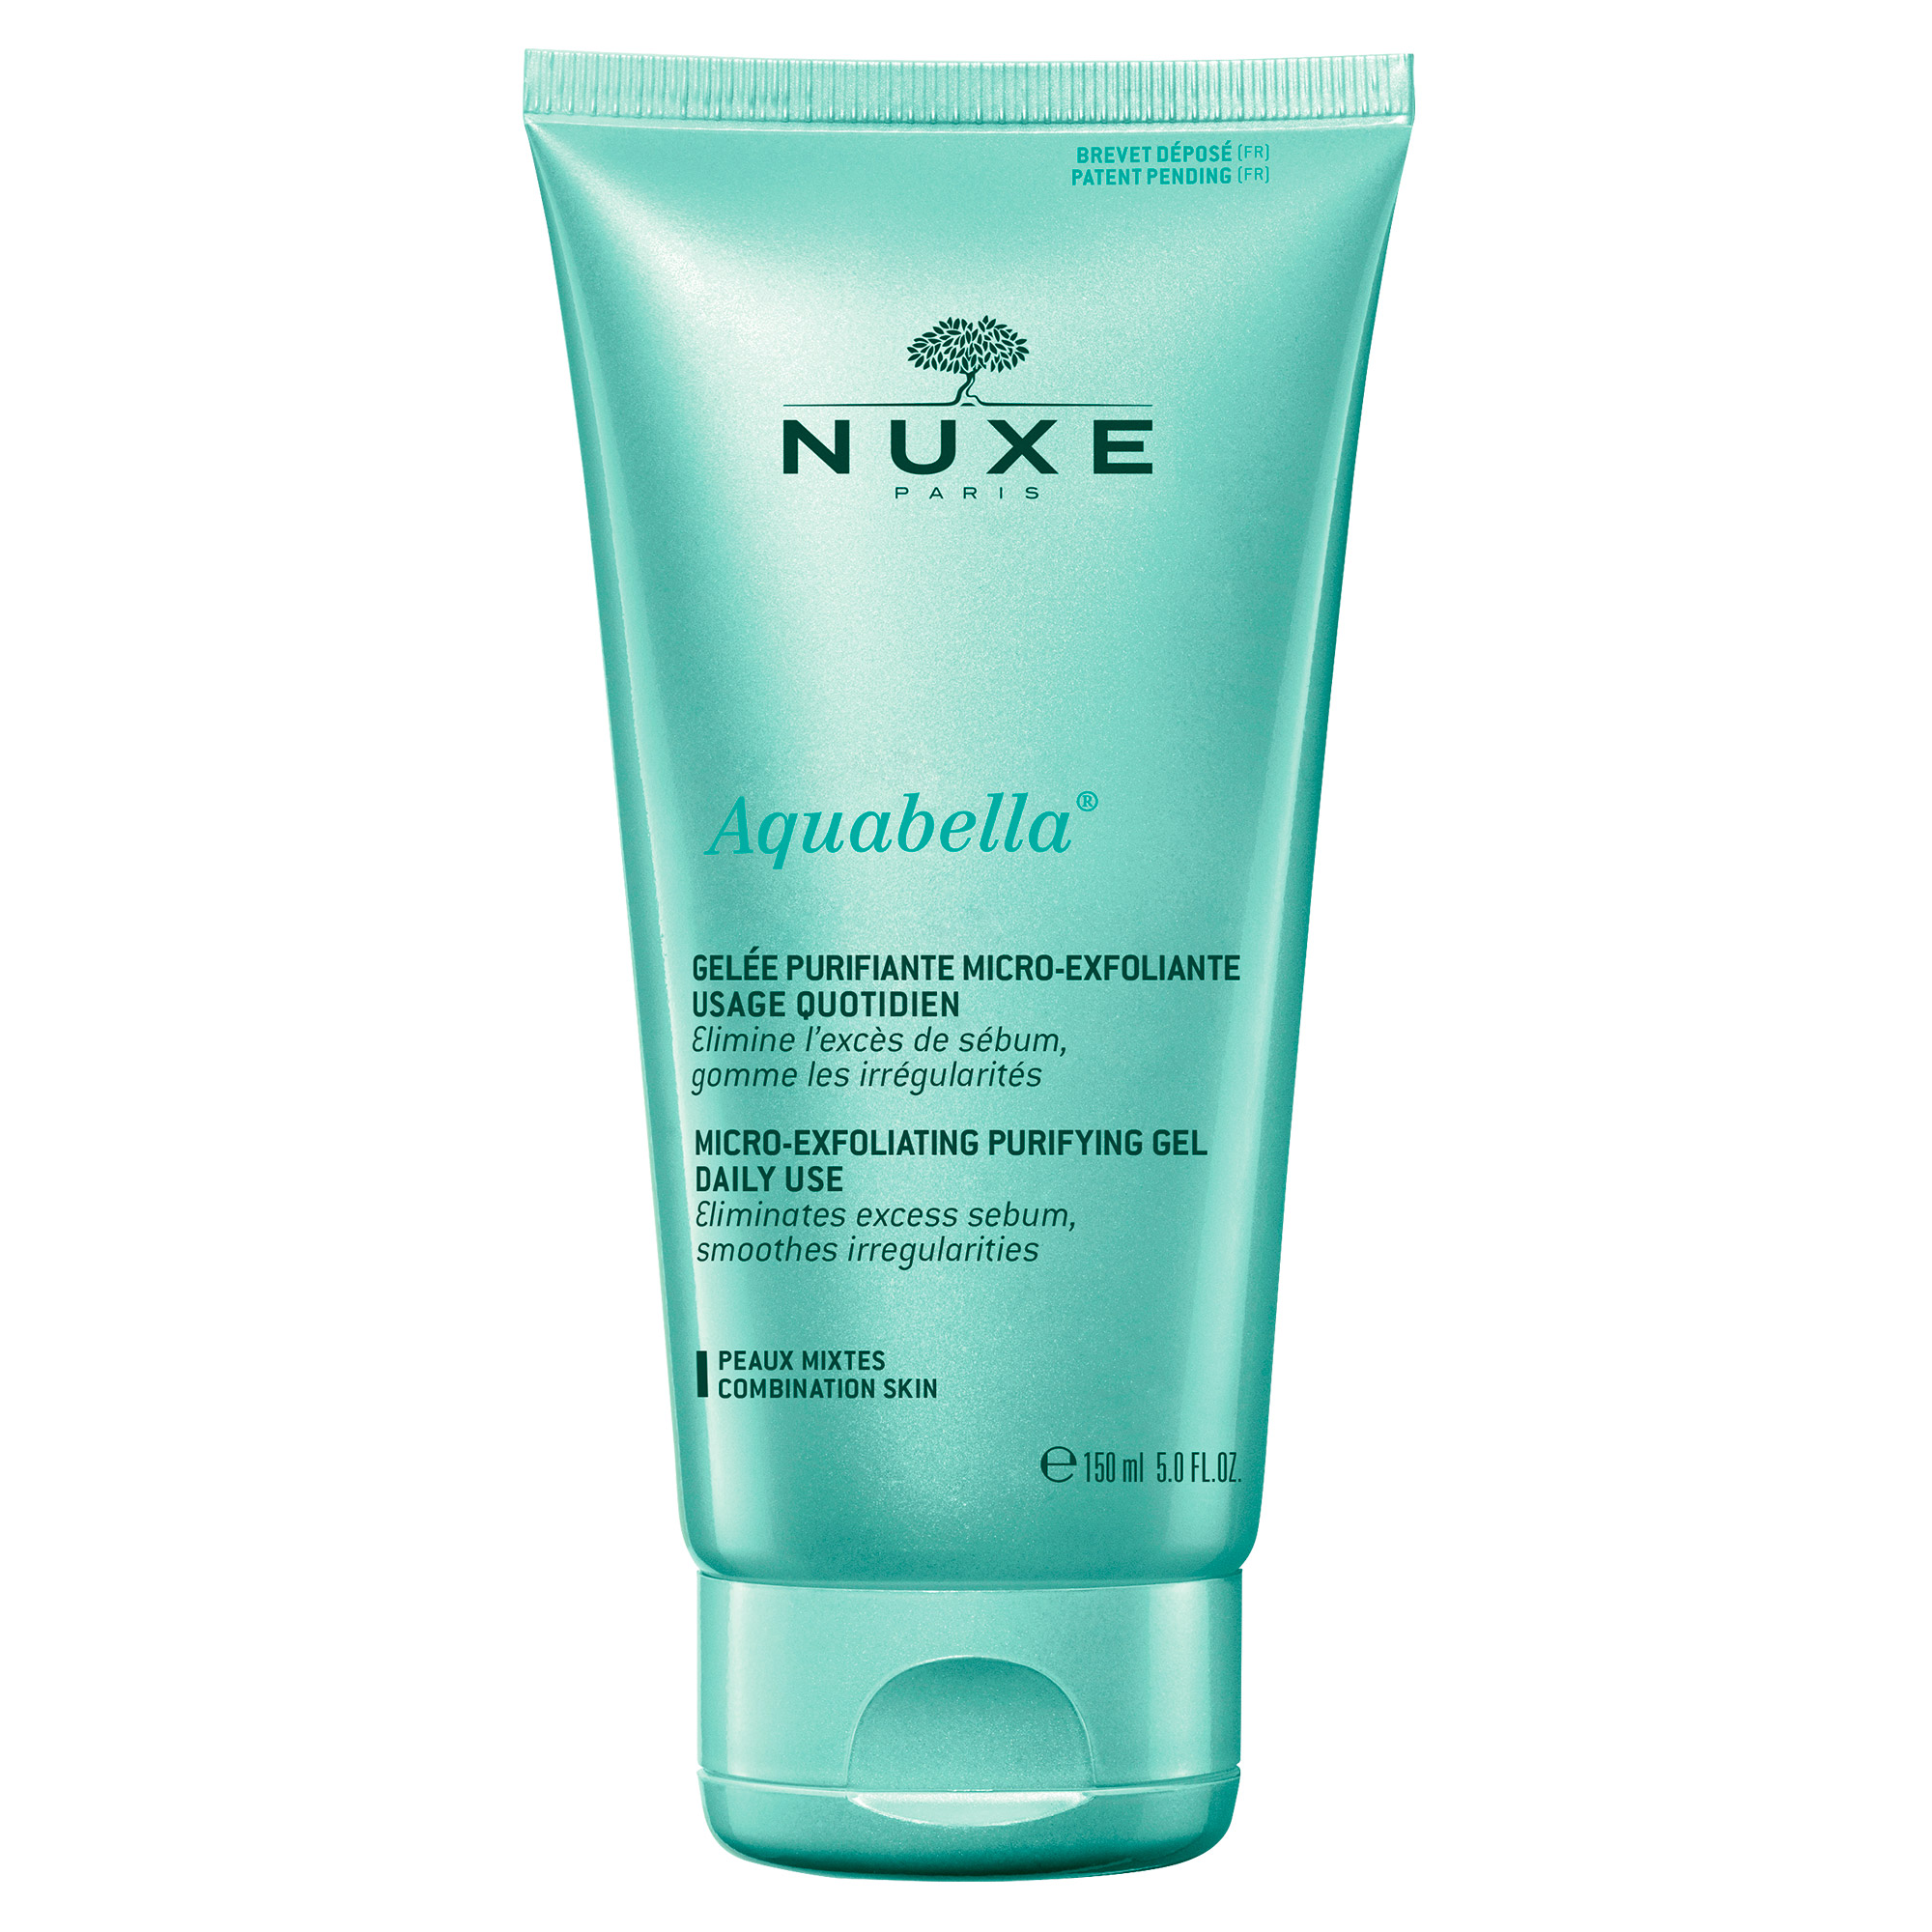 BREVET DÉPOSÉ (FR)
PATENT PENDING (FR)
NUXE
PARIS
Aquabella®
GELÉE PURIFIANTE MICRO-EXFOLIANTE
USAGE QUOTIDIEN
Elimine l'excès de sébum,
gomme les irrégularités
MICRO-EXFOLIATING PURIFYING GEL
DAILY USE
Eliminates excess sebum,
smoothes irregularities
PEAUX MIXTES
COMBINATION SKIN
℮ 150 ml 5.0 FL.OZ.